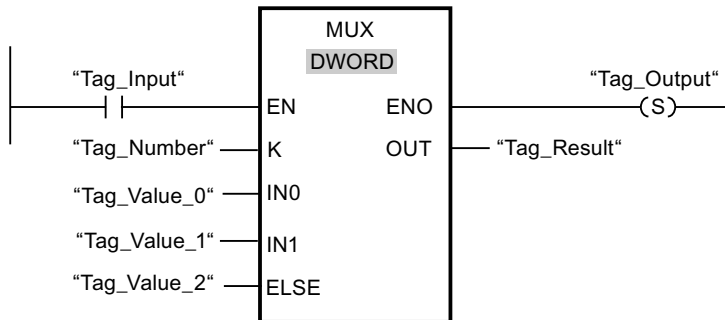 MUX
DWORD
“Tag_Input“
“Tag_Output“
EN
ENO
(S)
“Tag_Number“
K
OUT
“Tag_Result“
“Tag_Value_0“
IN0
“Tag_Value_1“
IN1
“Tag_Value_2“
ELSE